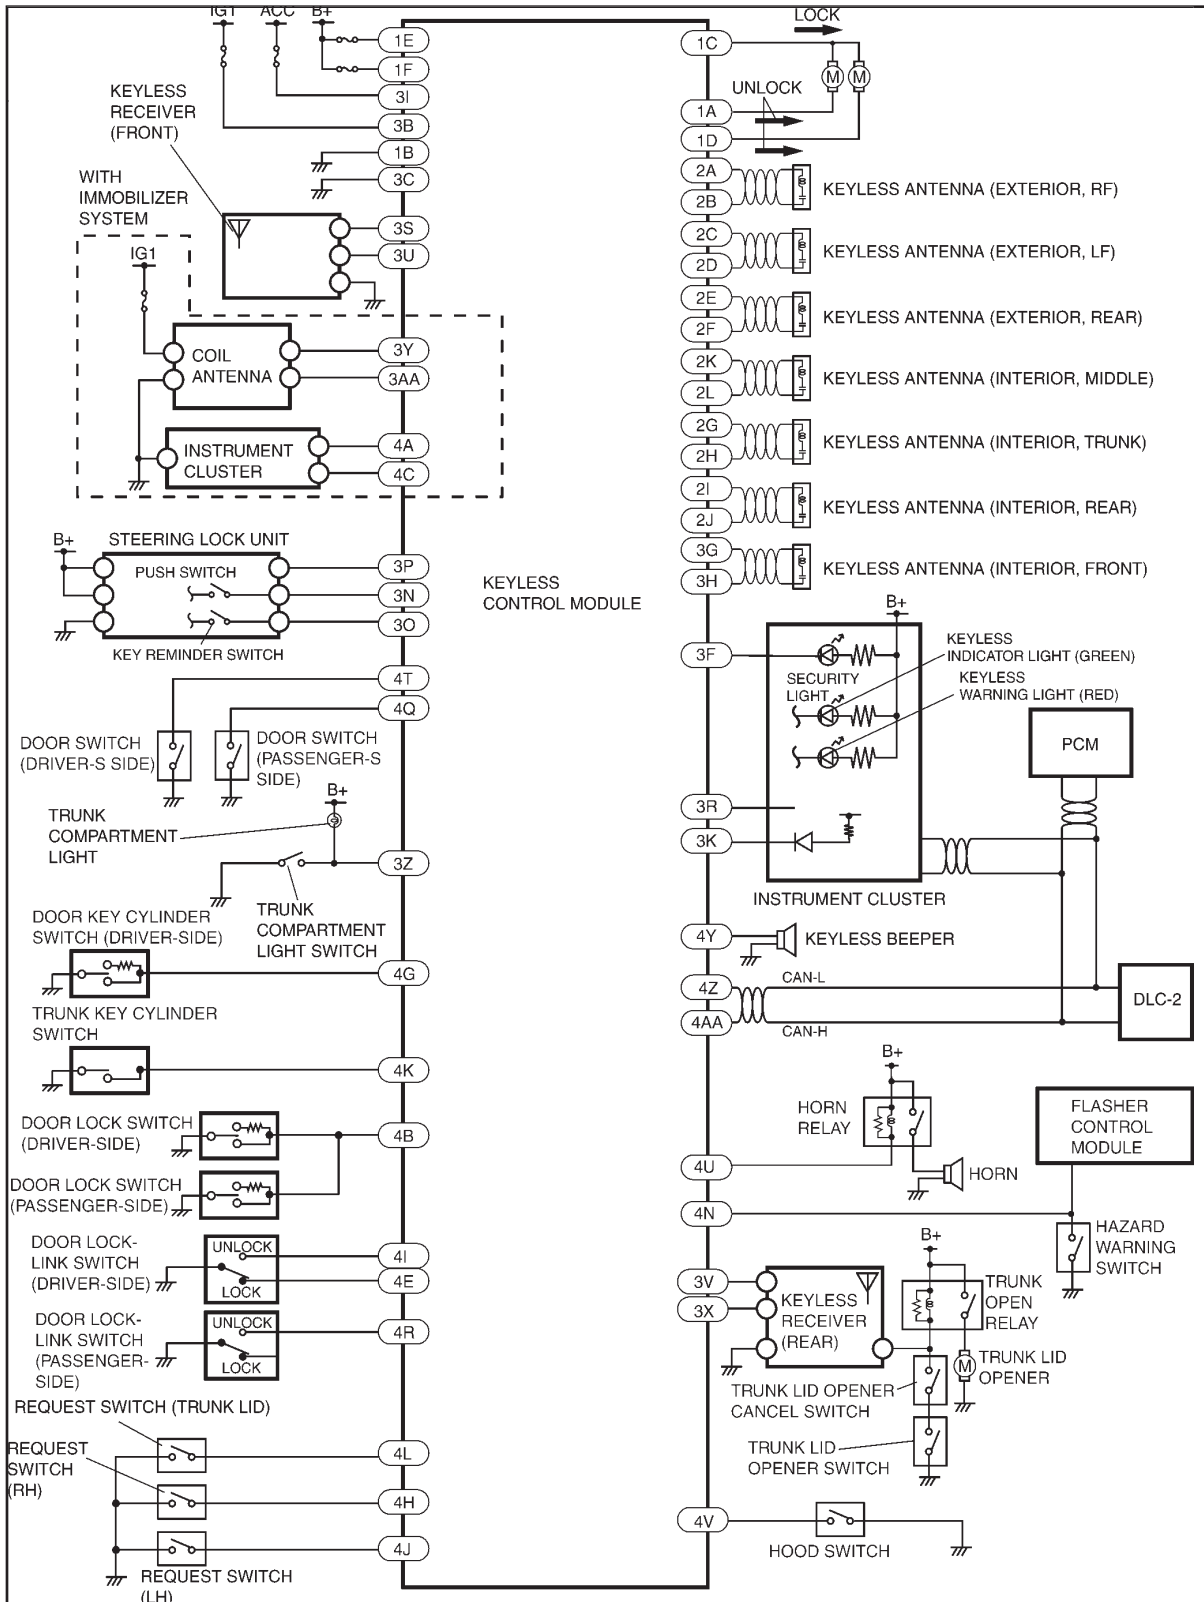 IG1
ACC
B+
1E
1F
3I
3B
1B
3C
KEYLESS
RECEIVER
(FRONT)
WITH
IMMOBILIZER
SYSTEM
3S
3U
IG1
COIL
ANTENNA
3Y
3AA
INSTRUMENT
CLUSTER
4A
4C
B+
STEERING LOCK UNIT
PUSH SWITCH
KEY REMINDER SWITCH
3P
3N
3O
4T
4Q
DOOR SWITCH
(DRIVER-S SIDE)
DOOR SWITCH
(PASSENGER-S
SIDE)
B+
TRUNK
COMPARTMENT
LIGHT
3Z
TRUNK
COMPARTMENT
LIGHT SWITCH
DOOR KEY CYLINDER
SWITCH (DRIVER-SIDE)
4G
TRUNK KEY CYLINDER
SWITCH
4K
DOOR LOCK SWITCH
(DRIVER-SIDE)
4B
DOOR LOCK SWITCH
(PASSENGER-SIDE)
DOOR LOCK-
LINK SWITCH
(DRIVER-SIDE)
UNLOCK
LOCK
4I
4E
DOOR LOCK-
LINK SWITCH
(PASSENGER-
SIDE)
UNLOCK
LOCK
4R
REQUEST SWITCH (TRUNK LID)
4L
REQUEST
SWITCH
(RH)
4H
4J
REQUEST SWITCH
(LH)
KEYLESS
CONTROL MODULE
LOCK
1C
M
M
UNLOCK
1A
1D
2A
2B
KEYLESS ANTENNA (EXTERIOR, RF)
2C
2D
KEYLESS ANTENNA (EXTERIOR, LF)
2E
2F
KEYLESS ANTENNA (EXTERIOR, REAR)
2K
2L
KEYLESS ANTENNA (INTERIOR, MIDDLE)
2G
2H
KEYLESS ANTENNA (INTERIOR, TRUNK)
2I
2J
KEYLESS ANTENNA (INTERIOR, REAR)
3G
3H
KEYLESS ANTENNA (INTERIOR, FRONT)
B+
3F
SECURITY
LIGHT
KEYLESS
INDICATOR LIGHT (GREEN)
KEYLESS
WARNING LIGHT (RED)
PCM
3R
3K
INSTRUMENT CLUSTER
4Y
KEYLESS BEEPER
4Z
CAN-L
4AA
CAN-H
DLC-2
B+
HORN
RELAY
4U
HORN
FLASHER
CONTROL
MODULE
4N
HAZARD
WARNING
SWITCH
B+
3V
3X
KEYLESS
RECEIVER
(REAR)
TRUNK
OPEN
RELAY
M
TRUNK LID
OPENER
TRUNK LID OPENER
CANCEL SWITCH
TRUNK LID
OPENER SWITCH
4V
HOOD SWITCH